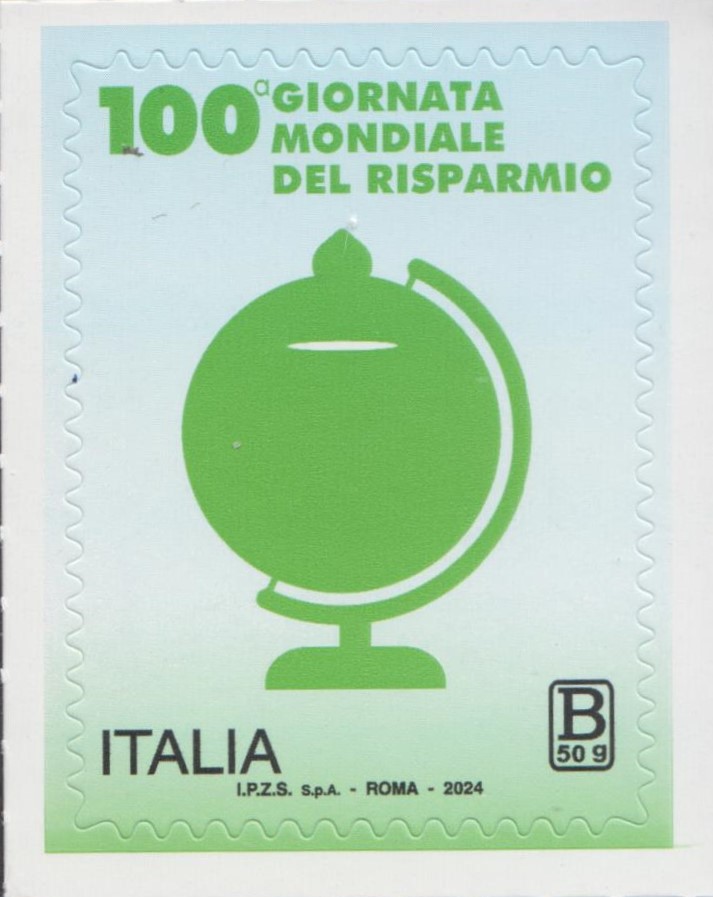 100ª GIORNATA
MONDIALE
DEL RISPARMIO
B
50 g
ITALIA
I.P.Z.S. S.p.A. - ROMA - 2024